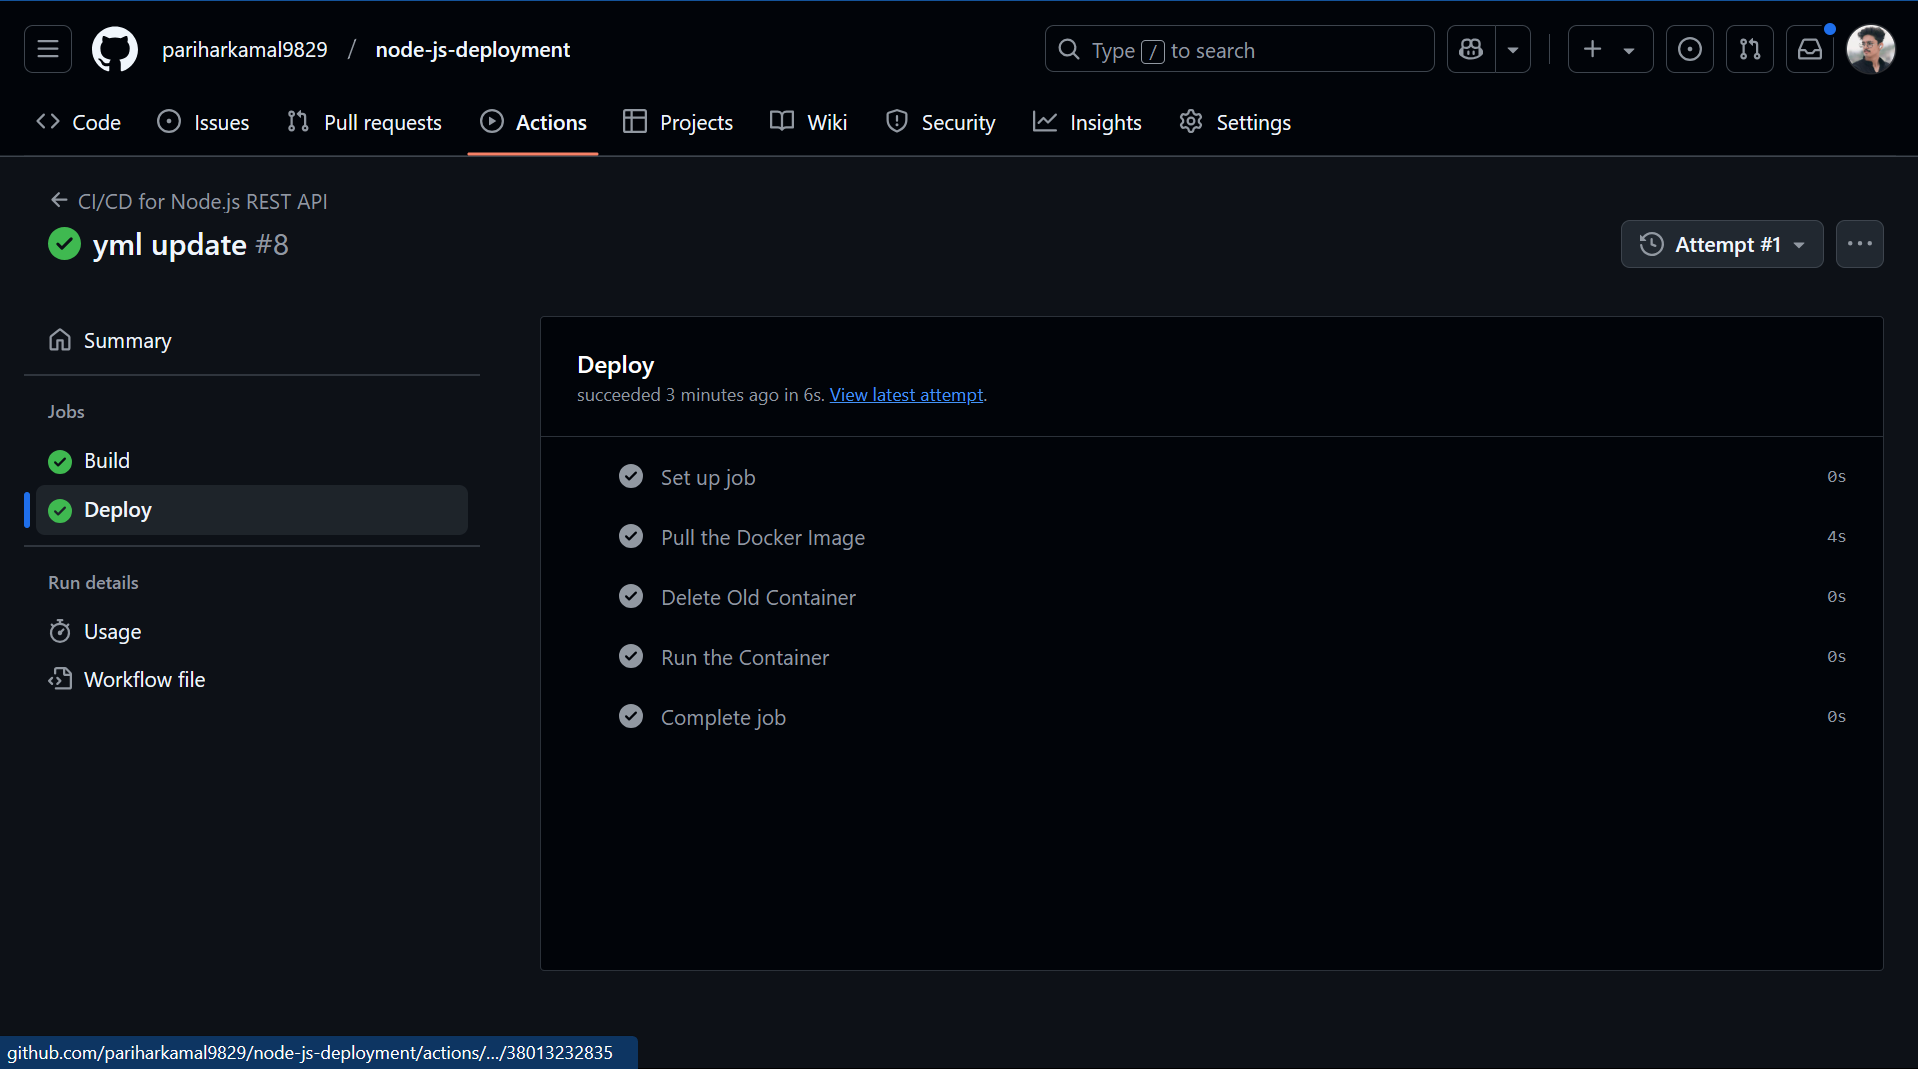 pariharkamal9829 / node-js-deployment
Type / to search
Code
Issues
Pull requests
Actions
Projects
Wiki
Security
Insights
Settings
CI/CD for Node.js REST API
yml update #8
Attempt #1
Summary
Jobs
Build
Deploy
Run details
Usage
Workflow file
Deploy
succeeded 3 minutes ago in 6s. View latest attempt.
Set up job 0s
Pull the Docker Image 4s
Delete Old Container 0s
Run the Container 0s
Complete job 0s
github.com/pariharkamal9829/node-js-deployment/actions/.../38013232835